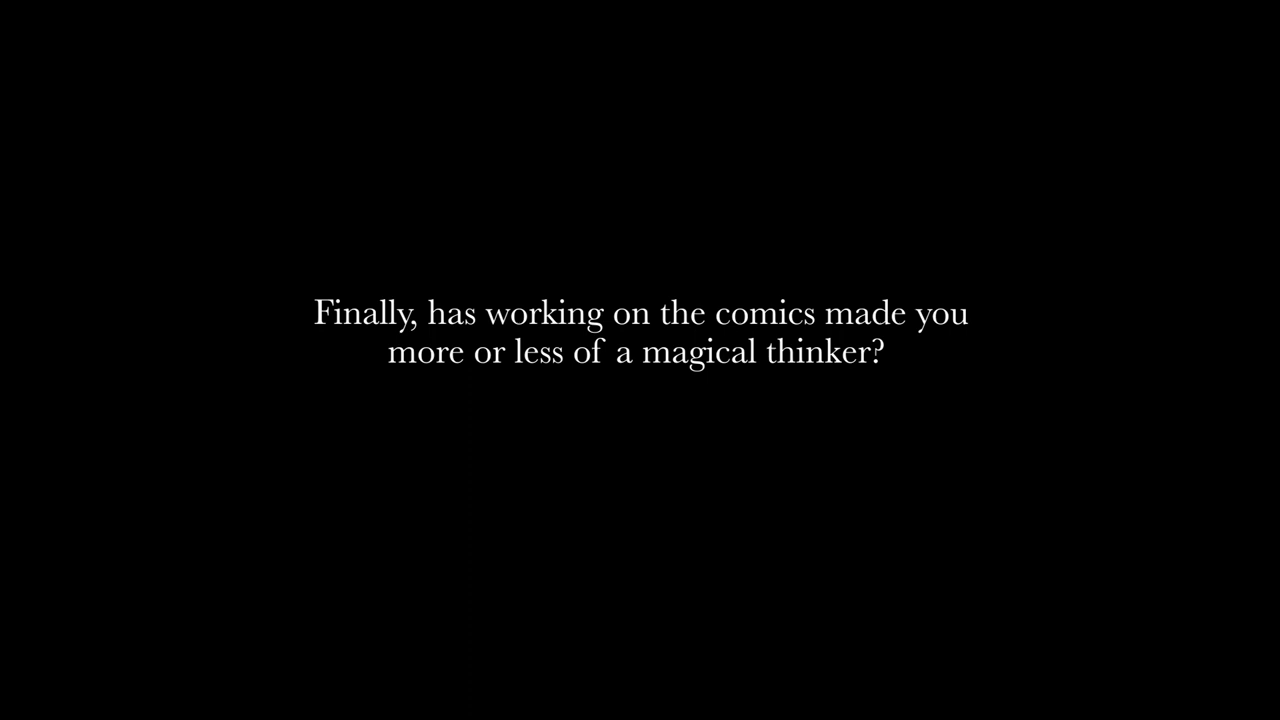 Finally, has working on the comics made you
more or less of a magical thinker?